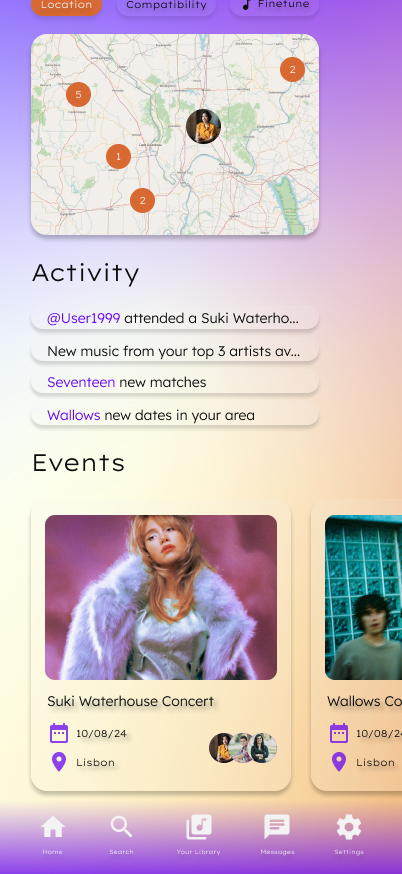 Location Compatibility Finetune
2
5
1
2
Activity
@User1999 attended a Suki Waterho...
New music from your top 3 artists av...
Seventeen new matches
Wallows new dates in your area
Events
Suki Waterhouse Concert
10/08/24
Lisbon
Wallows Co
10/08/24
Lisbon
Home Search Your Library Messages Settings